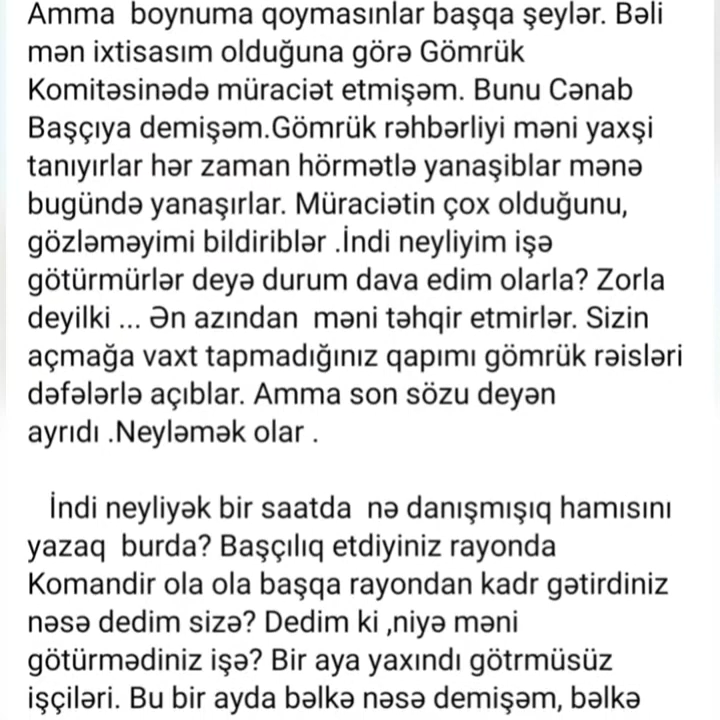 Amma  boynuma qoymasınlar başqa şeylər. Bəli
mən ixtisasım olduğuna görə Gömrük
Komitəsinədə müraciət etmişəm. Bunu Cənab
Başçıya demişəm.Gömrük rəhbərliyi məni yaxşi
tanıyırlar hər zaman hörmətlə yanaşiblar mənə
bugündə yanaşırlar. Müraciətin çox olduğunu,
gözləməyimi bildiriblər .İndi neyliyim işə
götürmürlər deyə durum dava edim olarla? Zorla
deyilki ... Ən azından  məni təhqir etmirlər. Sizin
açmağa vaxt tapmadığınız qapımı gömrük rəisləri
dəfələrlə açıblar. Amma son sözu deyən
ayrıdı .Neyləmək olar .
İndi neyliyək bir saatda  nə danışmışıq hamısını
yazaq  burda? Başçılıq etdiyiniz rayonda
Komandir ola ola başqa rayondan kadr gətirdiniz
nəsə dedim sizə? Dedim ki ,niyə məni
götürmədiniz işə? Bir aya yaxındı götrmüsüz
işçiləri. Bu bir ayda bəlkə nəsə demişəm, bəlkə